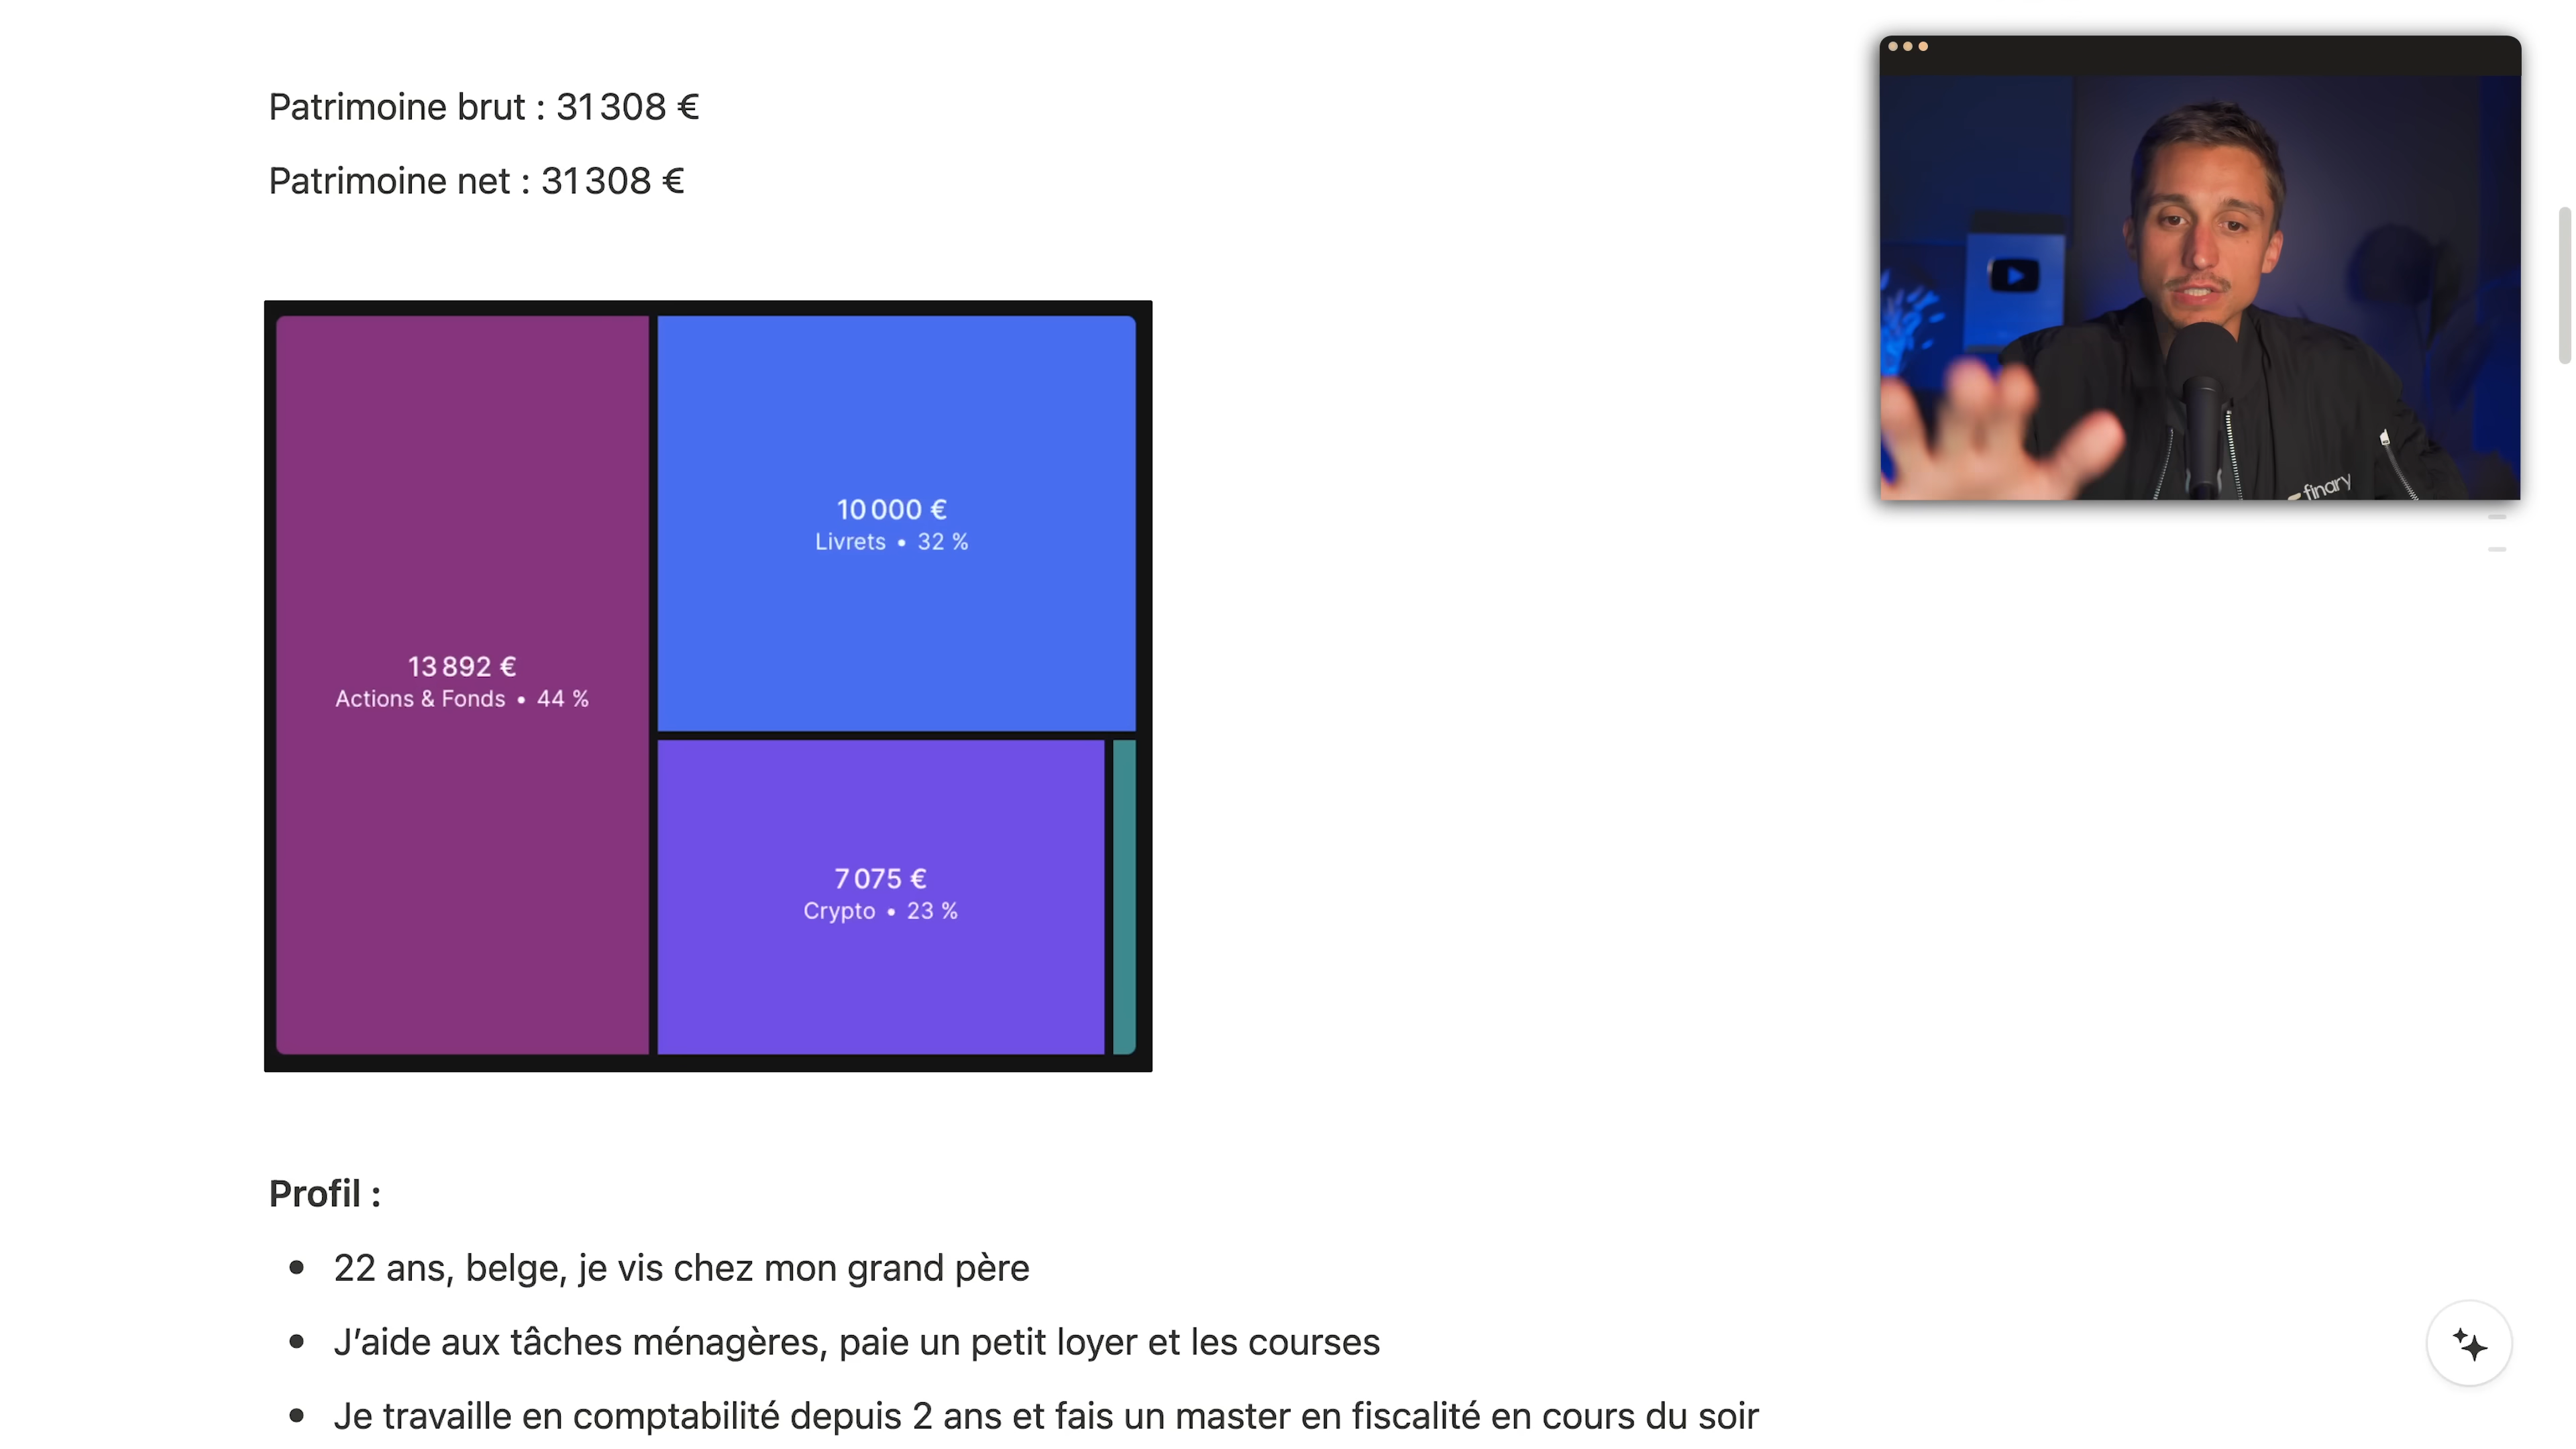 Patrimoine brut : 31 308 €
Patrimoine net : 31 308 €
13 892 €
Actions & Fonds • 44 %
10 000 €
Livrets • 32 %
7 075 €
Crypto • 23 %
finary
Profil :
• 22 ans, belge, je vis chez mon grand père
• J’aide aux tâches ménagères, paie un petit loyer et les courses
• Je travaille en comptabilité depuis 2 ans et fais un master en fiscalité en cours du soir